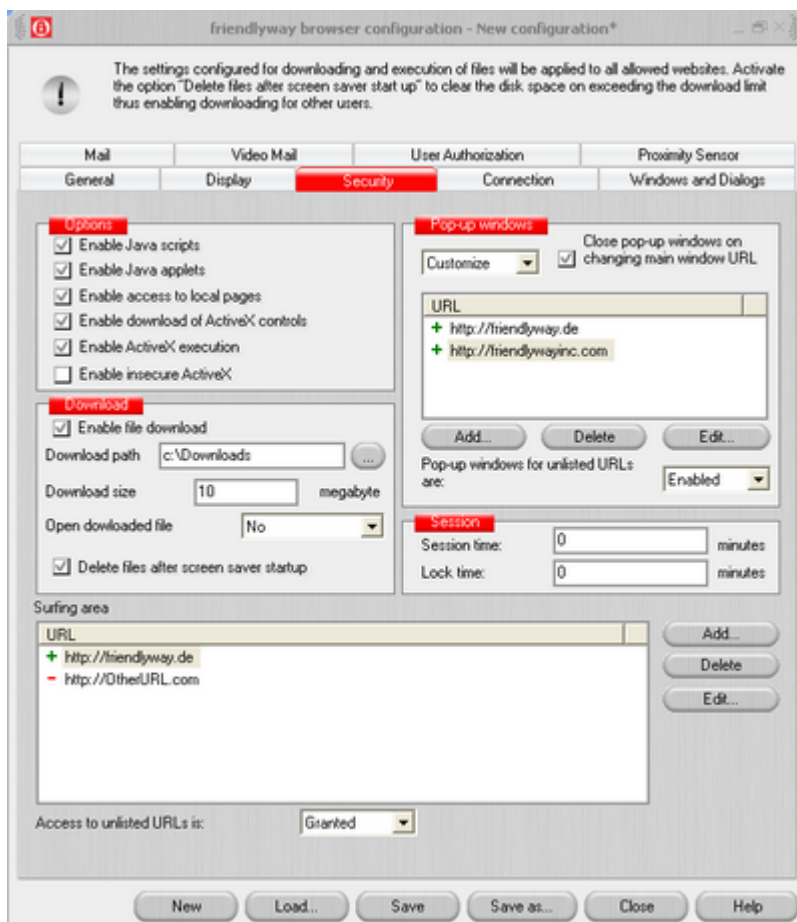 friendlyway browser configuration - New configuration*
The settings configured for downloading and execution of files will be applied to all allowed websites. Activate
the option "Delete files after screen saver start up" to clear the disk space on exceeding the download limit
thus enabling downloading for other users.
Mail Video Mail User Authorization Proximity Sensor
General Display Security Connection Windows and Dialogs
Options
Enable Java scripts
Enable Java applets
Enable access to local pages
Enable download of ActiveX controls
Enable ActiveX execution
Enable insecure ActiveX
Download
Enable file download
Download path c:\Downloads ...
Download size 10 megabyte
Open dowloaded file No
Delete files after screen saver startup
Pop-up windows
Customize
Close pop-up windows on
changing main window URL
URL
+ http://friendlyway.de
+ http://friendlywayinc.com
Add... Delete Edit...
Pop-up windows for unlisted URLs
are: Enabled
Session
Session time: 0 minutes
Lock time: 0 minutes
Surfing area
URL
+ http://friendlyway.de
- http://OtherURL.com
Add...
Delete
Edit...
Access to unlisted URLs is: Granted
New Load... Save Save as... Close Help